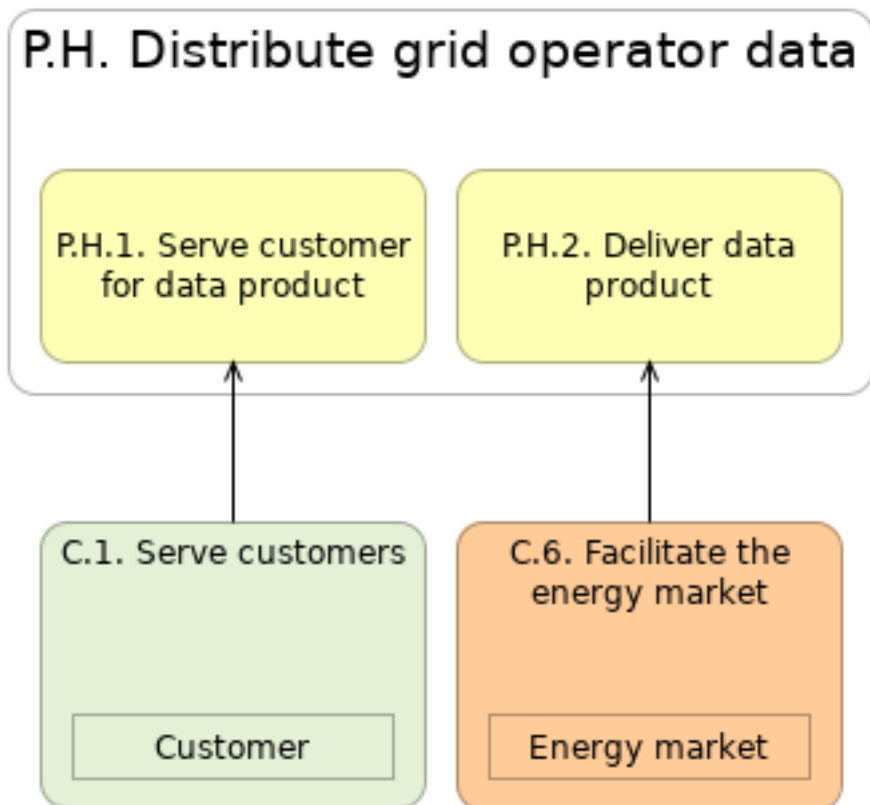 P.H. Distribute grid operator data
P.H.1. Serve customer
for data product
P.H.2. Deliver data
product
C.1. Serve customers
Customer
C.6. Facilitate the
energy market
Energy market